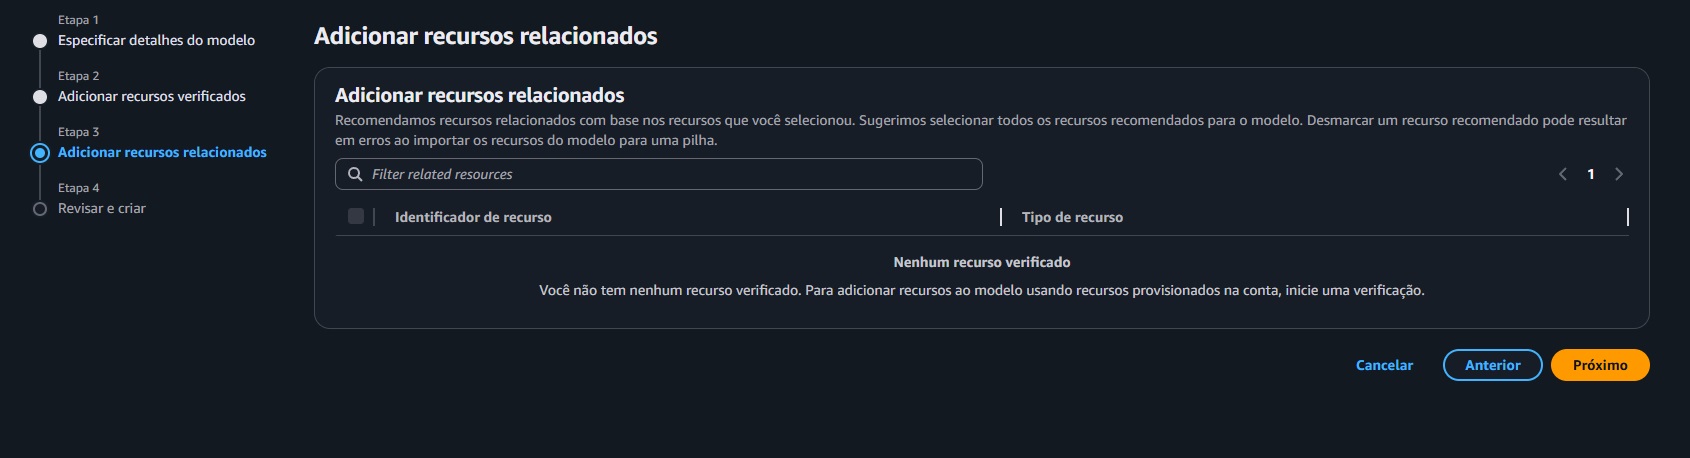 Etapa 1
Especificar detalhes do modelo
Etapa 2
Adicionar recursos verificados
Etapa 3
Adicionar recursos relacionados
Etapa 4
Revisar e criar
Adicionar recursos relacionados
Adicionar recursos relacionados
Recomendamos recursos relacionados com base nos recursos que você selecionou. Sugerimos selecionar todos os recursos recomendados para o modelo. Desmarcar um recurso recomendado pode resultar
em erros ao importar os recursos do modelo para uma pilha.
Filter related resources
1
Identificador de recurso
Tipo de recurso
Nenhum recurso verificado
Você não tem nenhum recurso verificado. Para adicionar recursos ao modelo usando recursos provisionados na conta, inicie uma verificação.
Cancelar
Anterior
Próximo